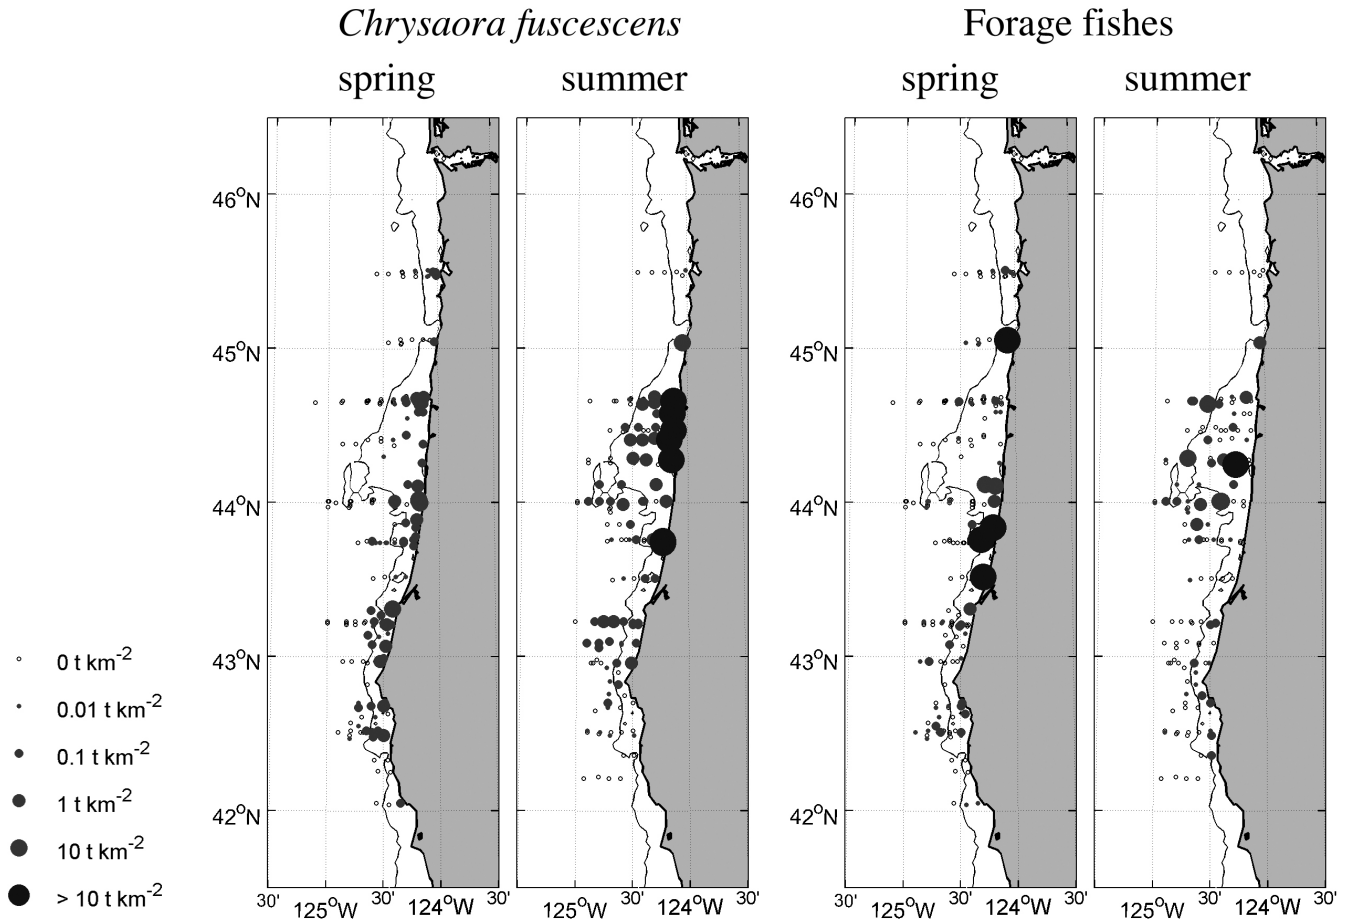 Chrysaora fuscescens Forage fishes
spring summer spring summer
46°N 46°N
45°N 45°N
44°N 44°N
43°N 43°N
42°N 42°N
0 t km-2
0.01 t km-2
0.1 t km-2
1 t km-2
10 t km-2
> 10 t km-2
30' 125°W 30' 124°W 30' 125°W 30' 124°W 30' 30' 125°W 30' 124°W 30' 125°W 30' 124°W 30'